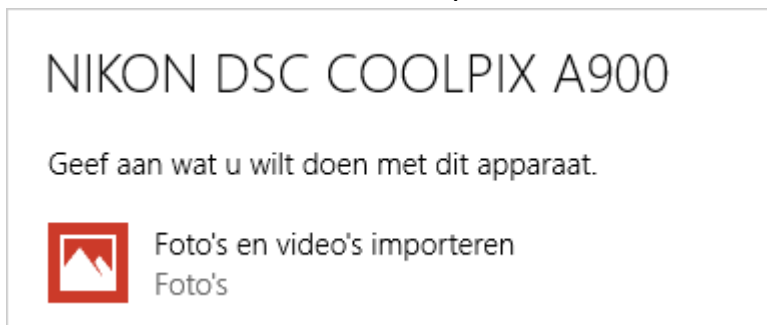 NIKON DSC COOLPIX A900
Geef aan wat u wilt doen met dit apparaat.
Foto's en video's importeren
Foto's